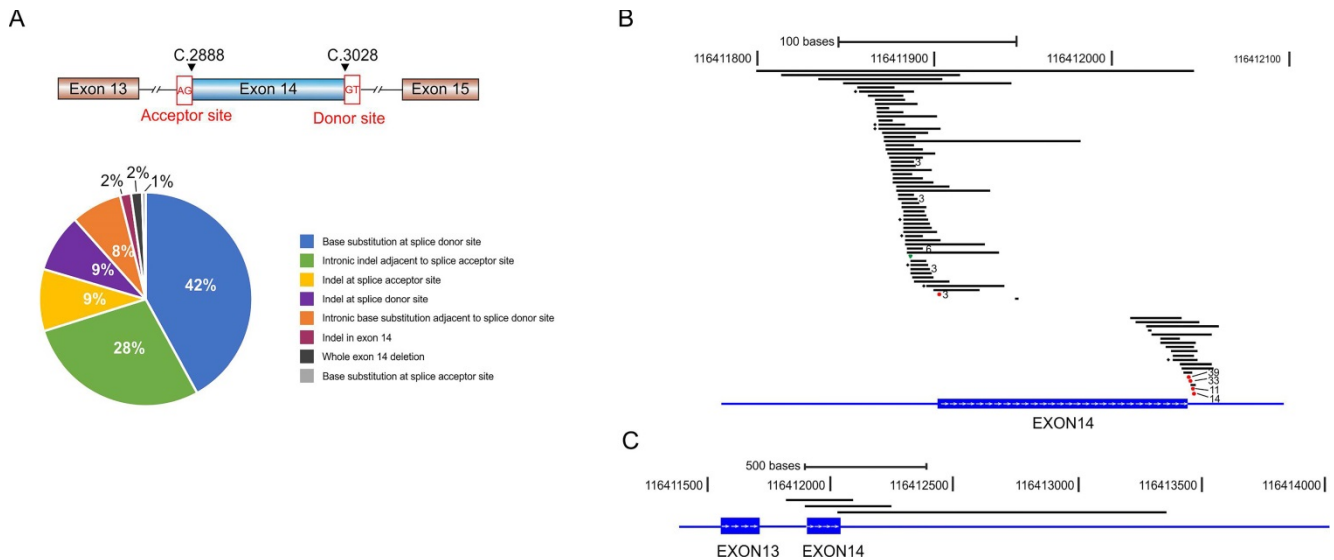 A
C.2888
C.3028
Exon 13
AG
Exon 14
GT
Exon 15
Acceptor site
Donor site
2%
2%
1%
8%
9%
9%
28%
42%
Base substitution at splice donor site
Intronic indel adjacent to splice acceptor site
Indel at splice acceptor site
Indel at splice donor site
Intronic base substitution adjacent to splice donor site
Indel in exon 14
Whole exon 14 deletion
Base substitution at splice acceptor site
B
100 bases
116411800
116411900
116412000
116412100
3
3
6
3
3
39
33
11
14
EXON14
C
500 bases
116411500
116412000
116412500
116413000
116413500
116414000
EXON13
EXON14